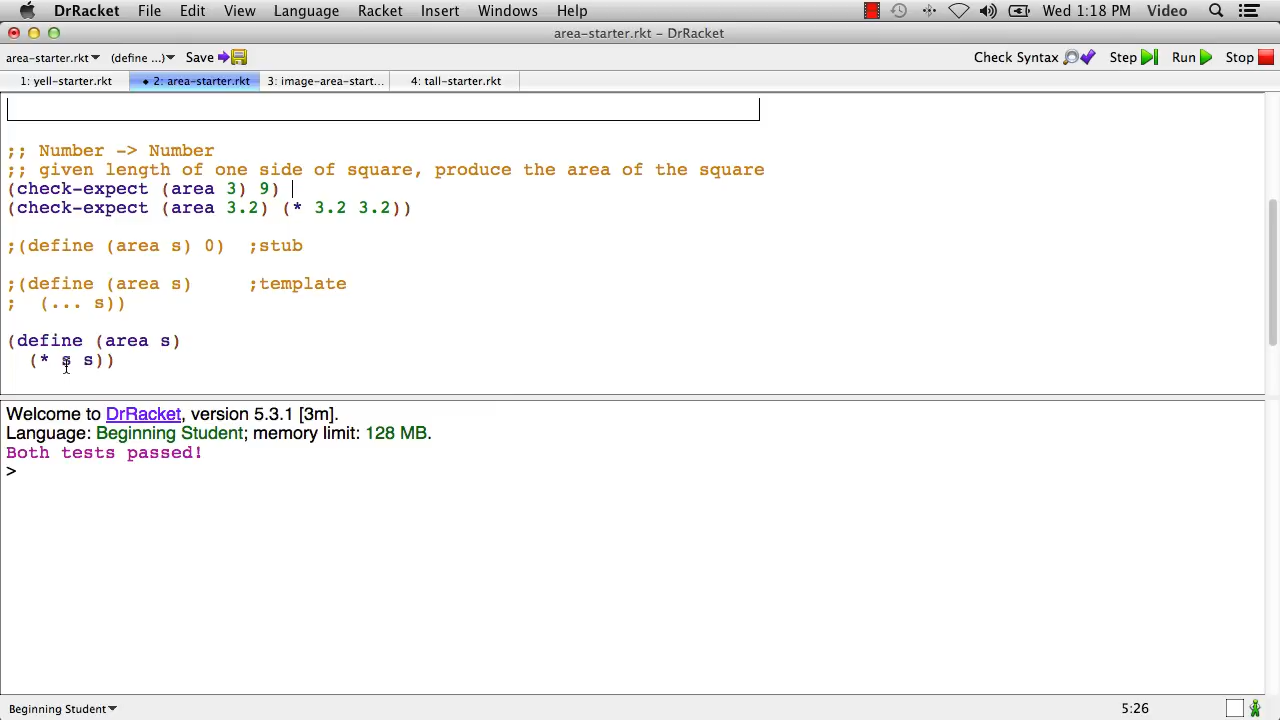 DrRacket File Edit View Language Racket Insert Windows Help Wed 1:18 PM Video
area-starter.rkt – DrRacket
area-starter.rkt (define ...) Save Check Syntax Step Run Stop
1: yell-starter.rkt • 2: area-starter.rkt 3: image-area-start... 4: tall-starter.rkt
;; Number -> Number
;; given length of one side of square, produce the area of the square
(check-expect (area 3) 9)
(check-expect (area 3.2) (* 3.2 3.2))
;(define (area s) 0) ;stub
;(define (area s) ;template
; (... s))
(define (area s)
(* s s))
Welcome to DrRacket, version 5.3.1 [3m].
Language: Beginning Student; memory limit: 128 MB.
Both tests passed!
>
Beginning Student 5:26